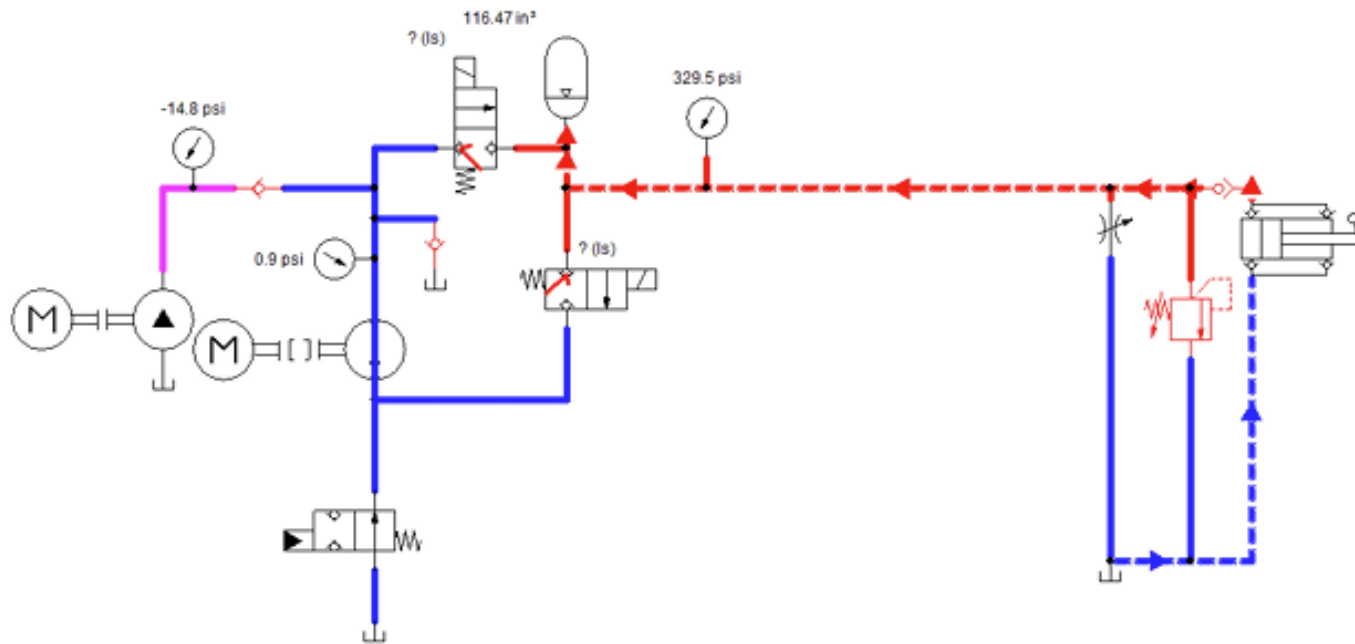 116.47 in³
? (ls)
329.5 psi
-14.8 psi
? (ls)
0.9 psi
M
M